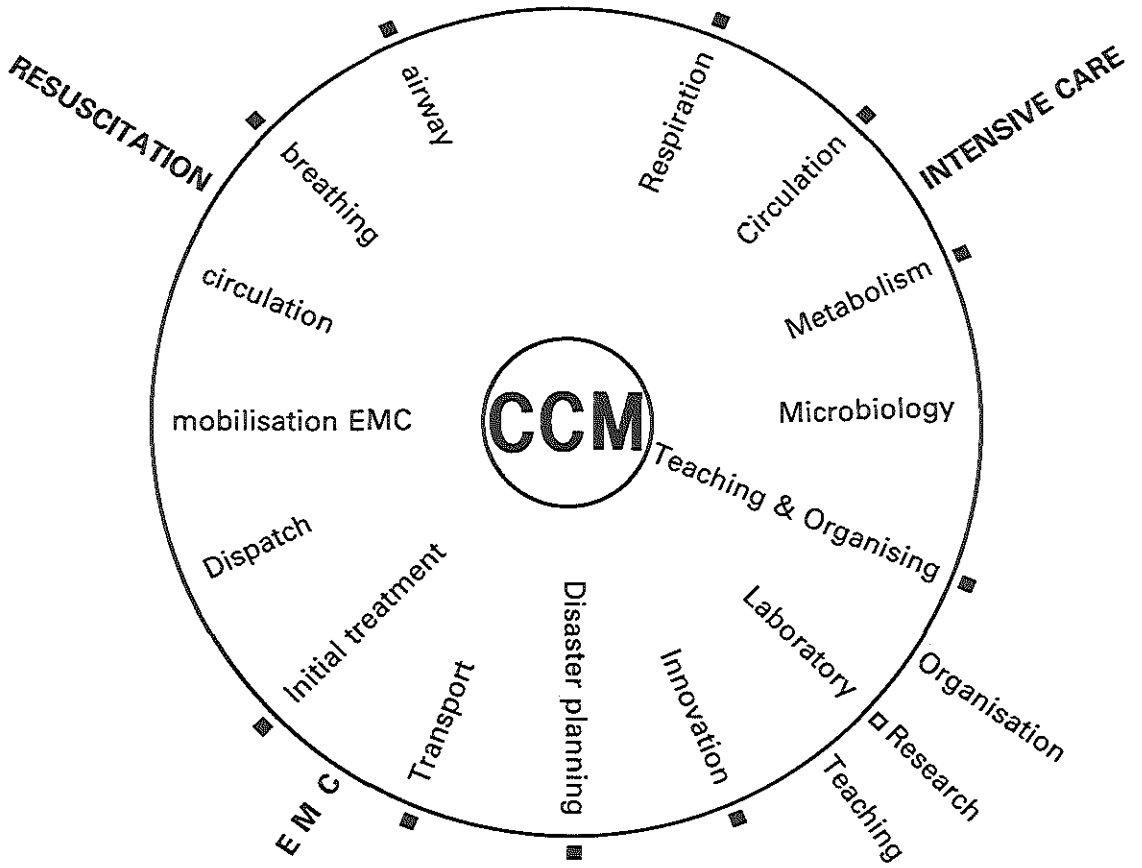 RESUSCITATION
airway
breathing
circulation
mobilisation EMC
Dispatch
Initial treatment
Transport
Disaster planning
Innovation
Laboratory
Teaching & Organising
Microbiology
Metabolism
Circulation
Respiration
INTENSIVE CARE
CCM
EMC
Organisation
Research
Teaching